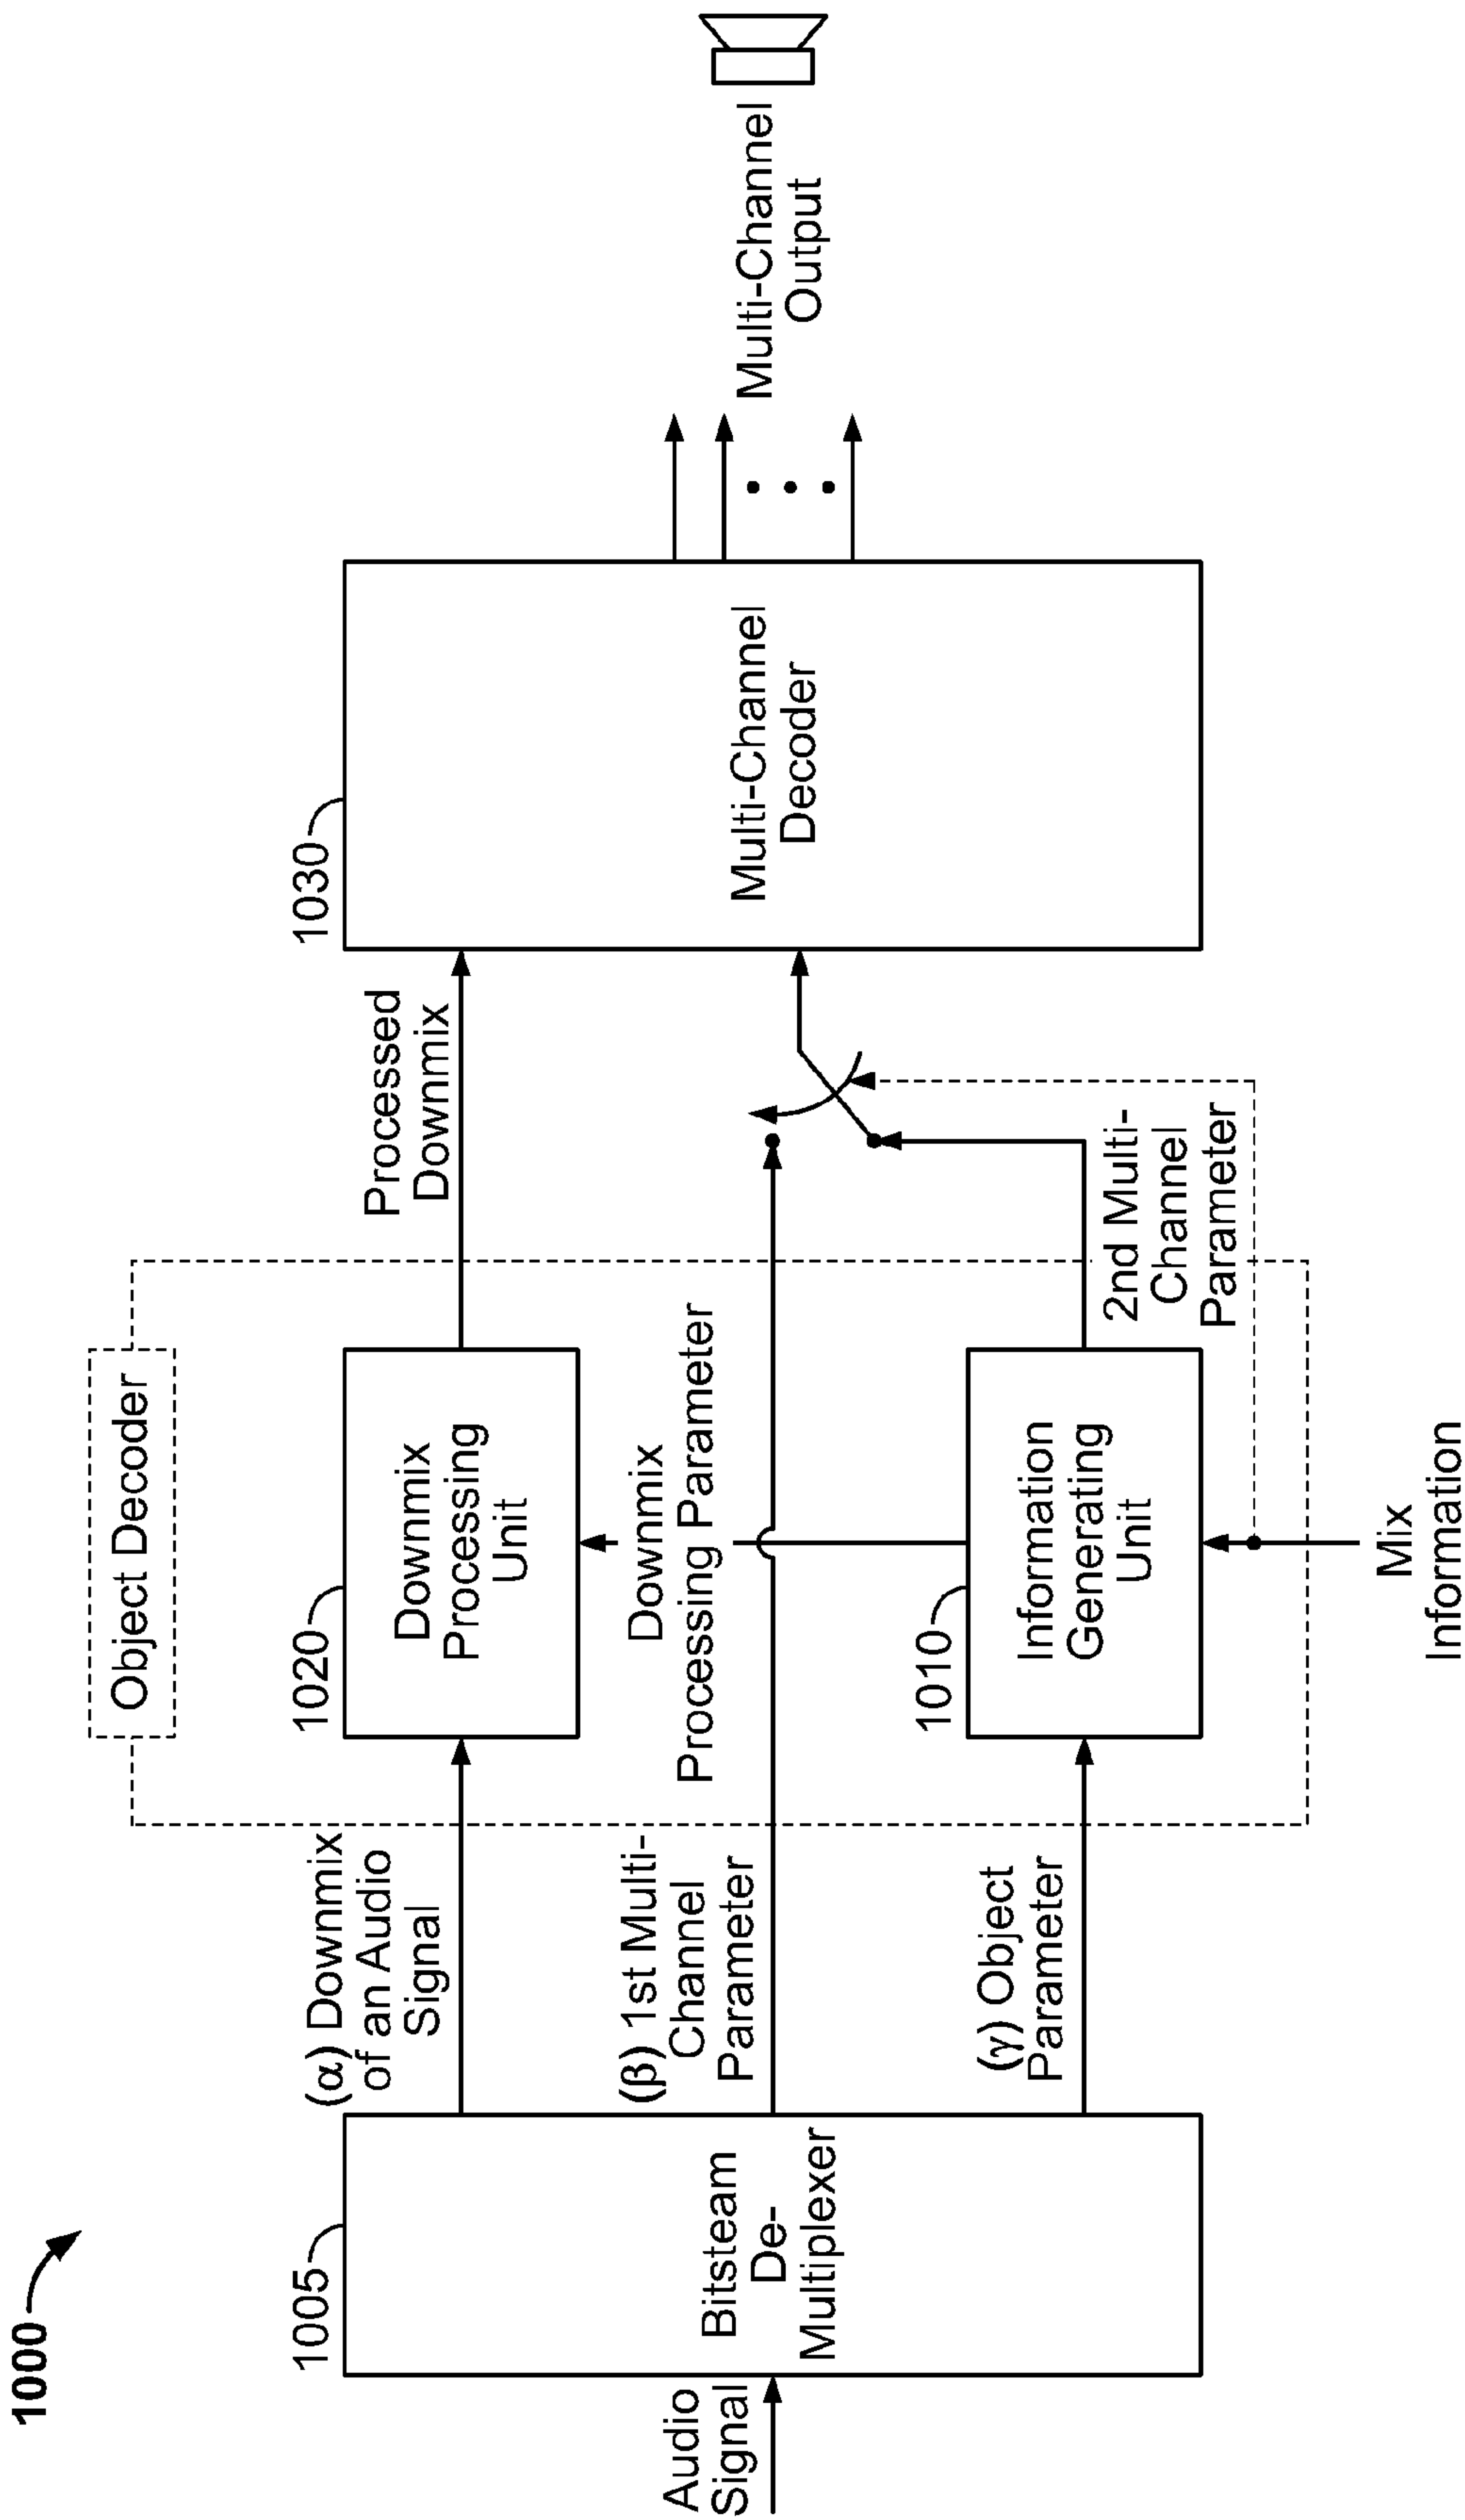 1000
Object Decoder
1005
1020
1030
(α) Downmix
of an Audio
Signal
Downmix
Processing
Unit
Processed
Downmix
Audio
Signal
Bitsteam
De-
Multiplexer
(β) 1st Multi-
Channel
Parameter
Downmix
Processing Parameter
Multi-Channel
Decoder
Multi-Channel
Output
1010
(γ) Object
Parameter
Information
Generating
Unit
2nd Multi-
Channel
Parameter
Mix
Information